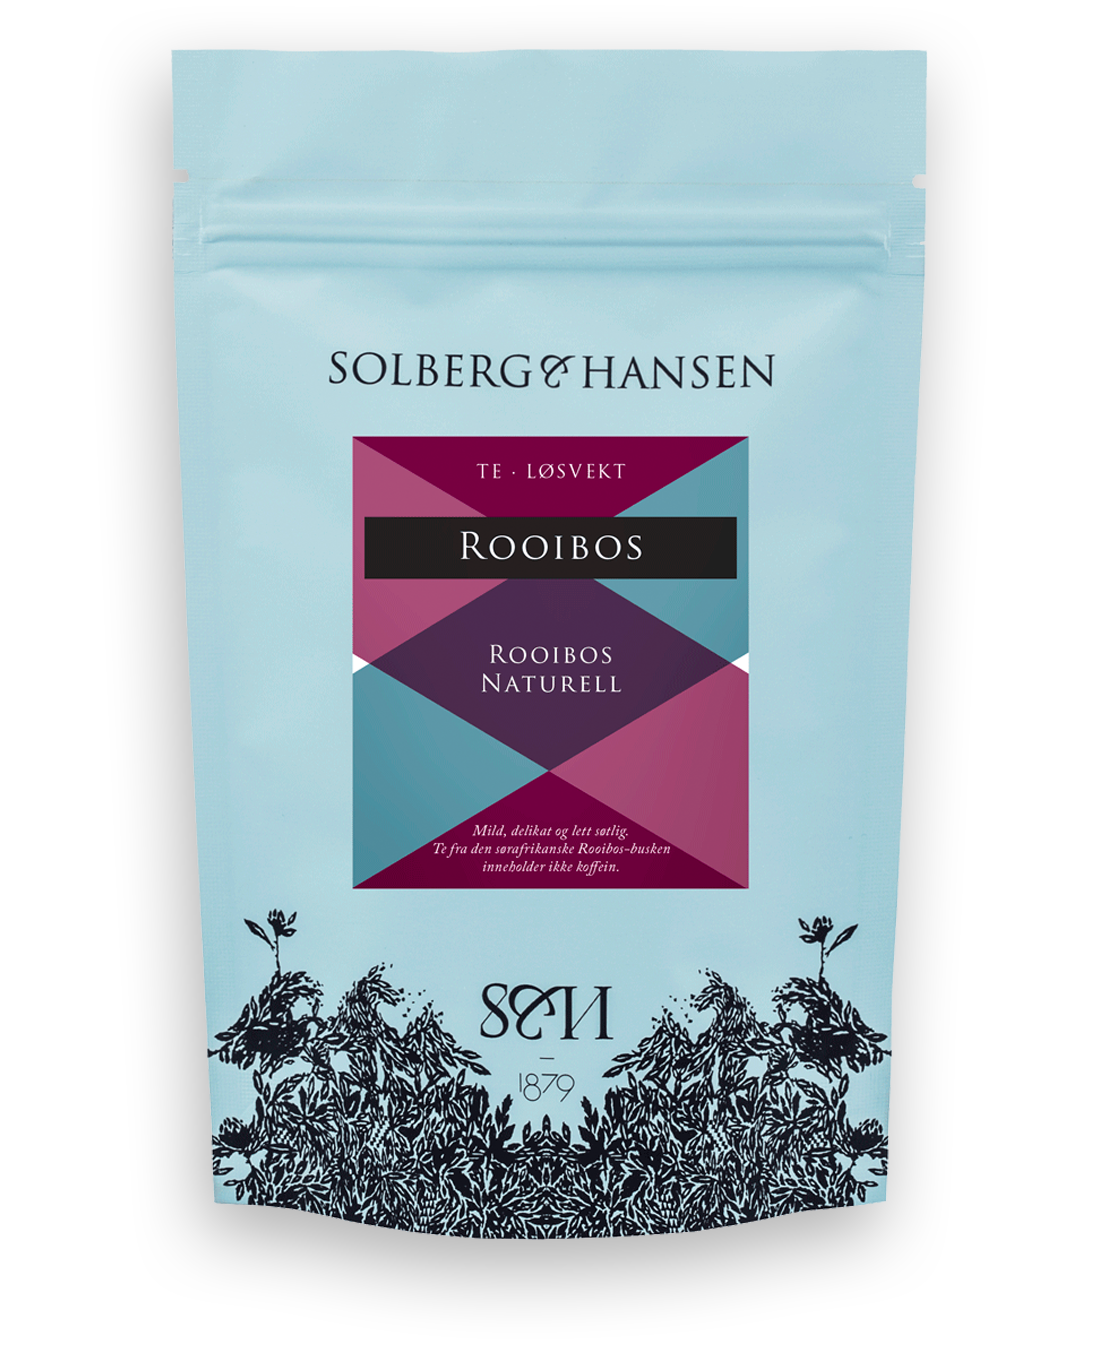 SOLBERG & HANSEN
TE · LØSVEKT
ROOIBOS
ROOIBOS
NATURELL
Mild, delikat og lett søtlig.
Te fra den sørafrikanske Rooibos-busken
inneholder ikke koffein.
S&H
–
1879